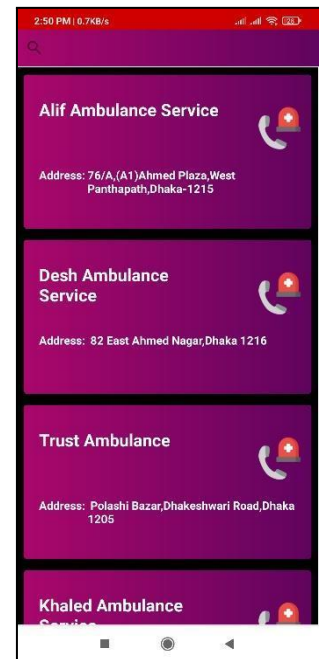 2:50 PM | 0.7KB/s
28
Alif Ambulance Service
Address: 76/A,(A1)Ahmed Plaza,West
Panthapath,Dhaka-1215
Desh Ambulance
Service
Address: 82 East Ahmed Nagar,Dhaka 1216
Trust Ambulance
Address: Polashi Bazar,Dhakeshwari Road,Dhaka
1205
Khaled Ambulance
Service